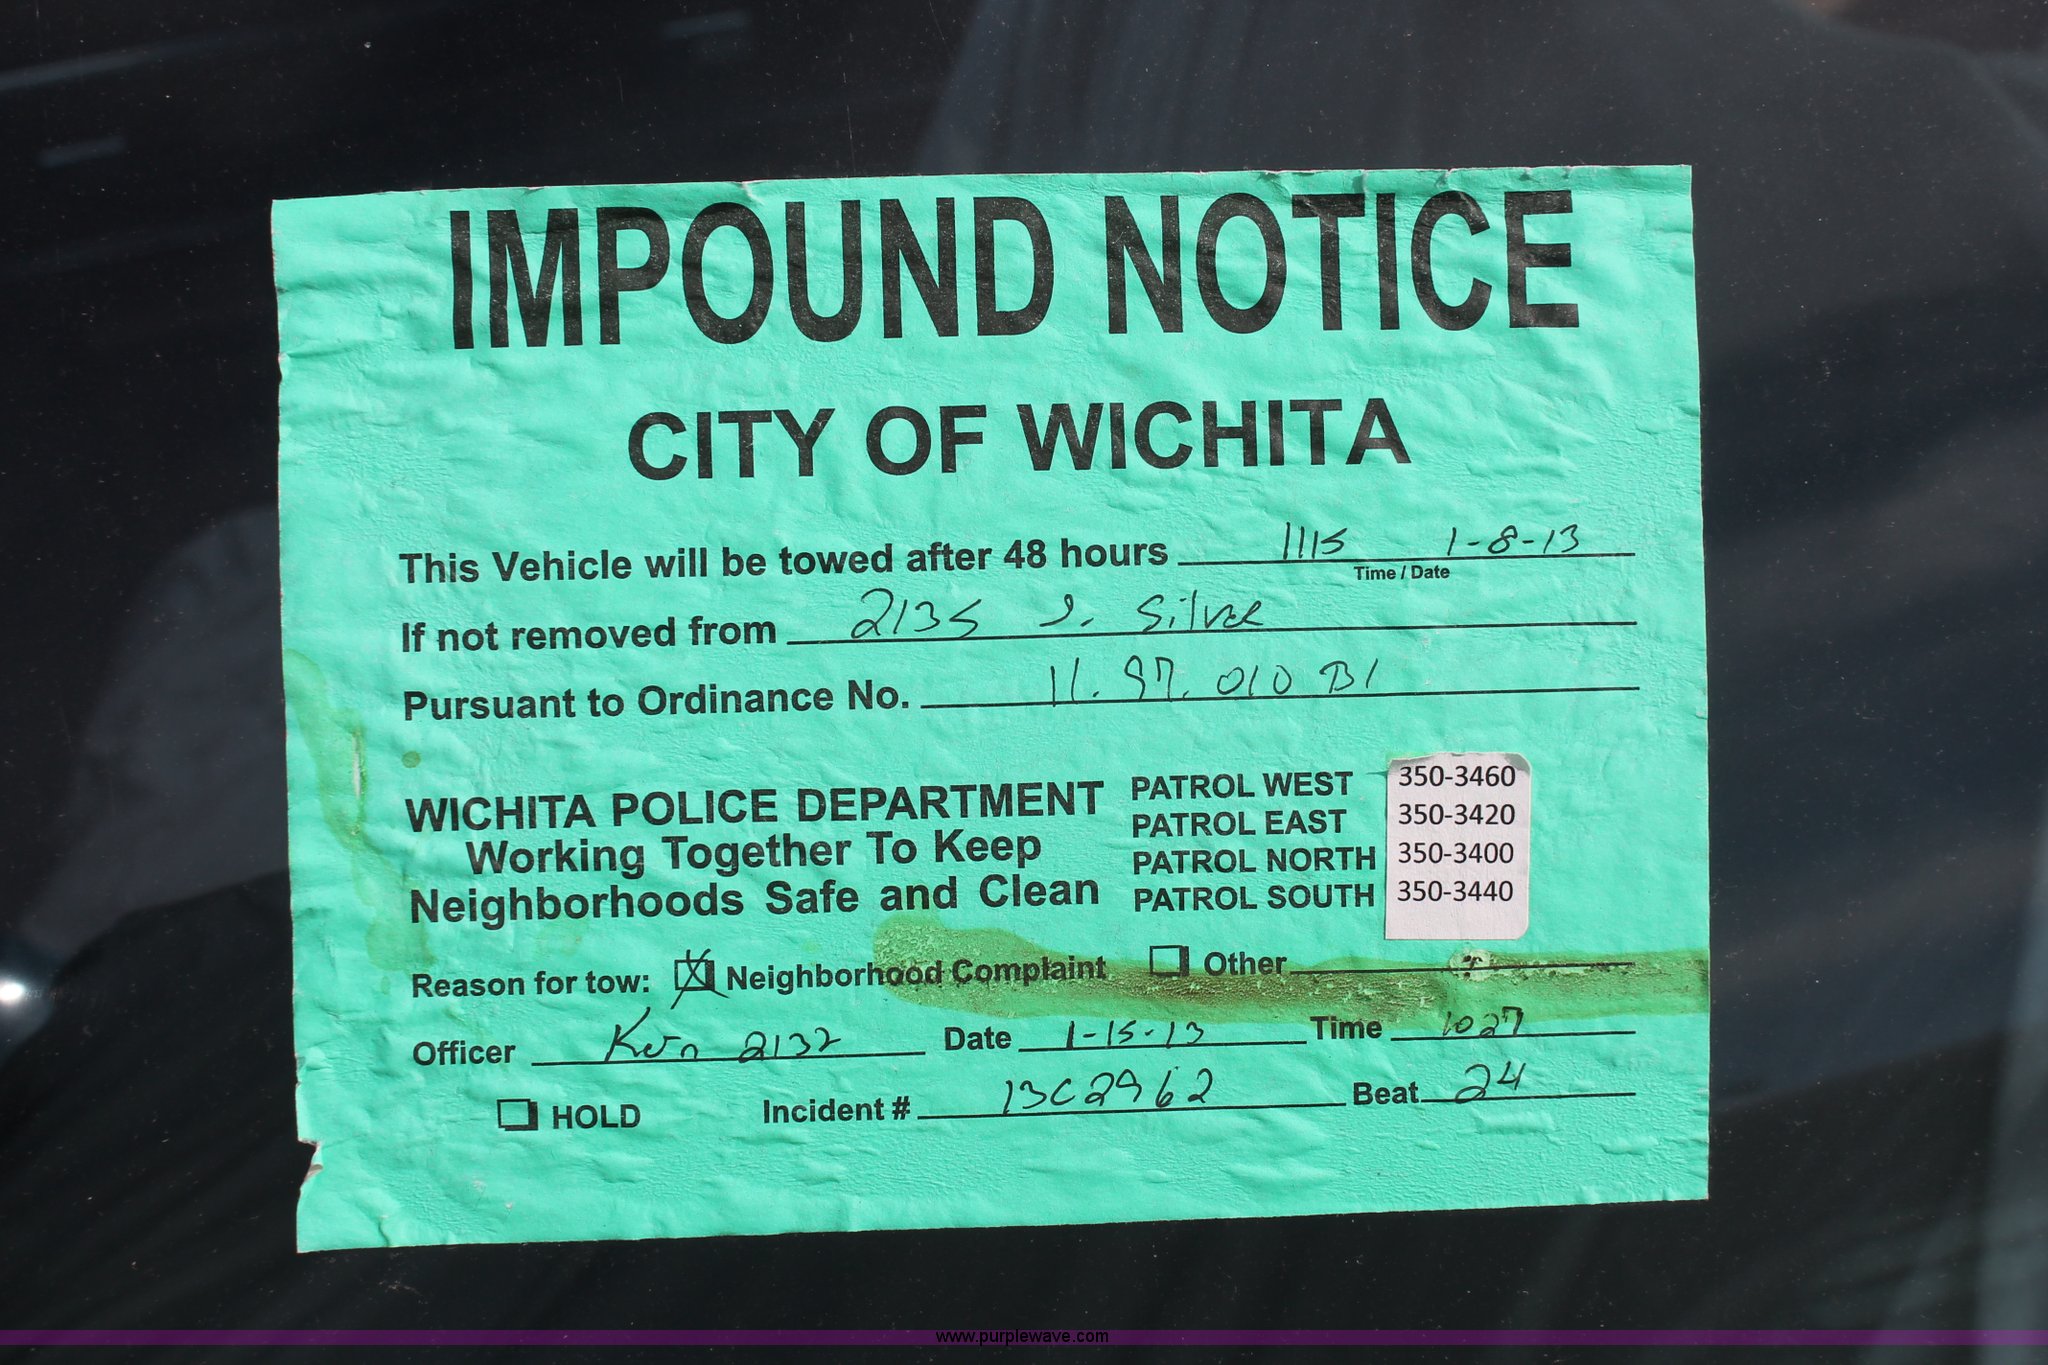 IMPOUND NOTICE
CITY OF WICHITA
This Vehicle will be towed after 48 hours 1115 1-8-13
Time / Date
If not removed from 2135 S. Silver
Pursuant to Ordinance No. 11.97.010 B1
WICHITA POLICE DEPARTMENT
Working Together To Keep
Neighborhoods Safe and Clean
PATROL WEST 350-3460
PATROL EAST 350-3420
PATROL NORTH 350-3400
PATROL SOUTH 350-3440
Reason for tow: Neighborhood Complaint Other
Officer 2132 Date 1-15-13 Time 1027
HOLD Incident # 13C2962 Beat 24
www.purplewave.com